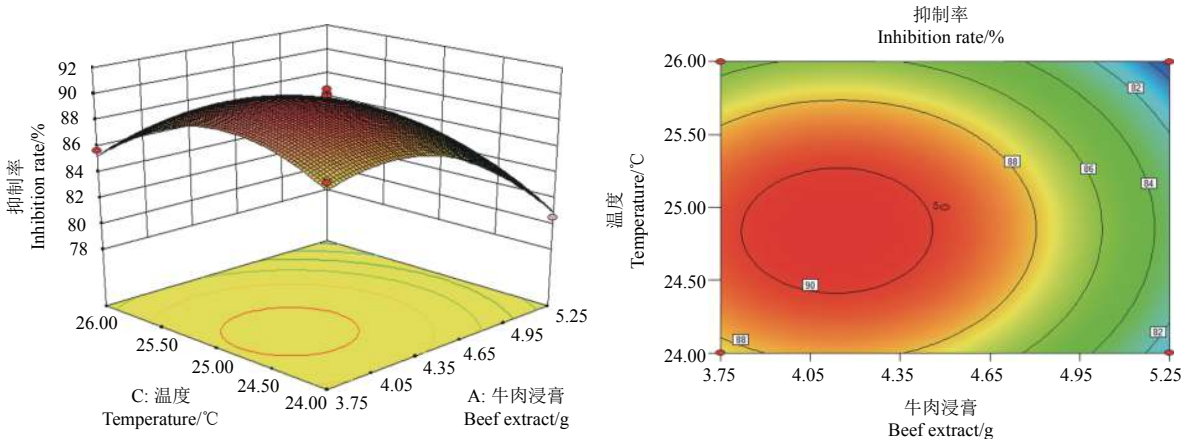 92
90
88
86
84
82
80
78
抑制率
Inhibition rate/%
26.00
25.50
25.00
24.50
24.00
C: 温度
Temperature/℃
3.75
4.05
4.35
4.65
4.95
5.25
A: 牛肉浸膏
Beef extract/g
抑制率
Inhibition rate/%
26.00
25.50
25.00
24.50
24.00
温度
Temperature/℃
82
88
86
84
5
90
88
82
3.75 4.05 4.35 4.65 4.95 5.25
牛肉浸膏
Beef extract/g